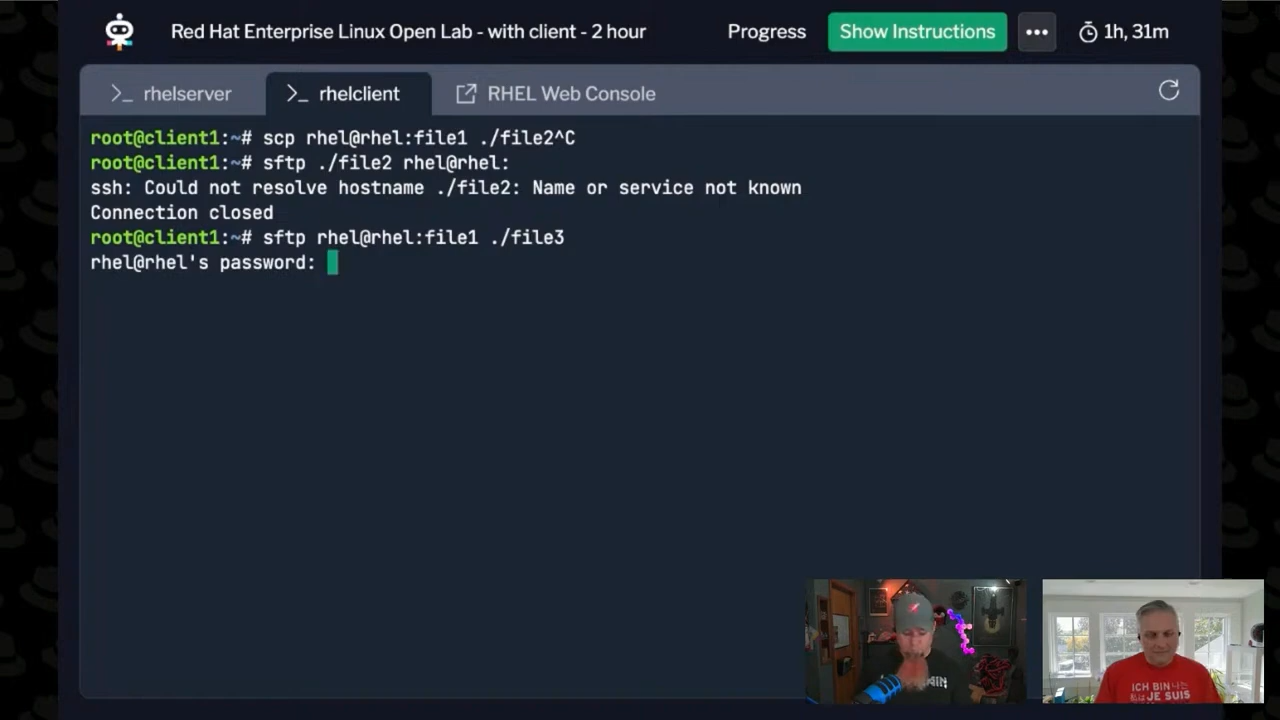 Red Hat Enterprise Linux Open Lab - with client - 2 hour
Progress
Show Instructions
1h, 31m
>_ rhelserver
>_ rhelclient
RHEL Web Console
root@client1:~# scp rhel@rhel:file1 ./file2^C
root@client1:~# sftp ./file2 rhel@rhel:
ssh: Could not resolve hostname ./file2: Name or service not known
Connection closed
root@client1:~# sftp rhel@rhel:file1 ./file3
rhel@rhel's password:
ICH BIN
JE SUIS